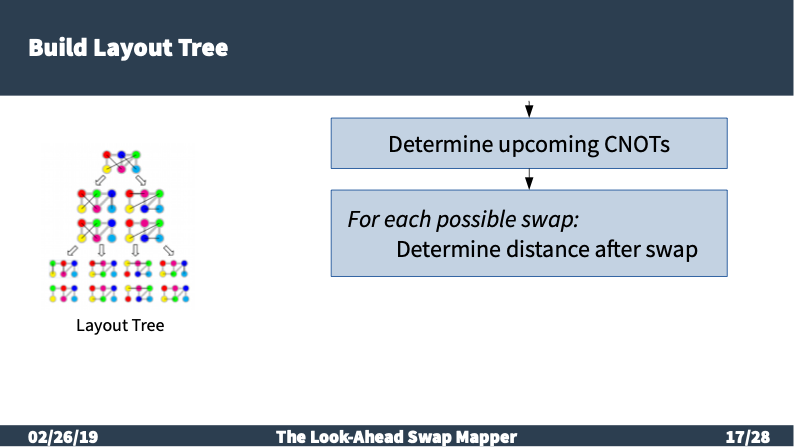 Build Layout Tree
Determine upcoming CNOTs
For each possible swap:
Determine distance after swap
Layout Tree
02/26/19
The Look-Ahead Swap Mapper
17/28